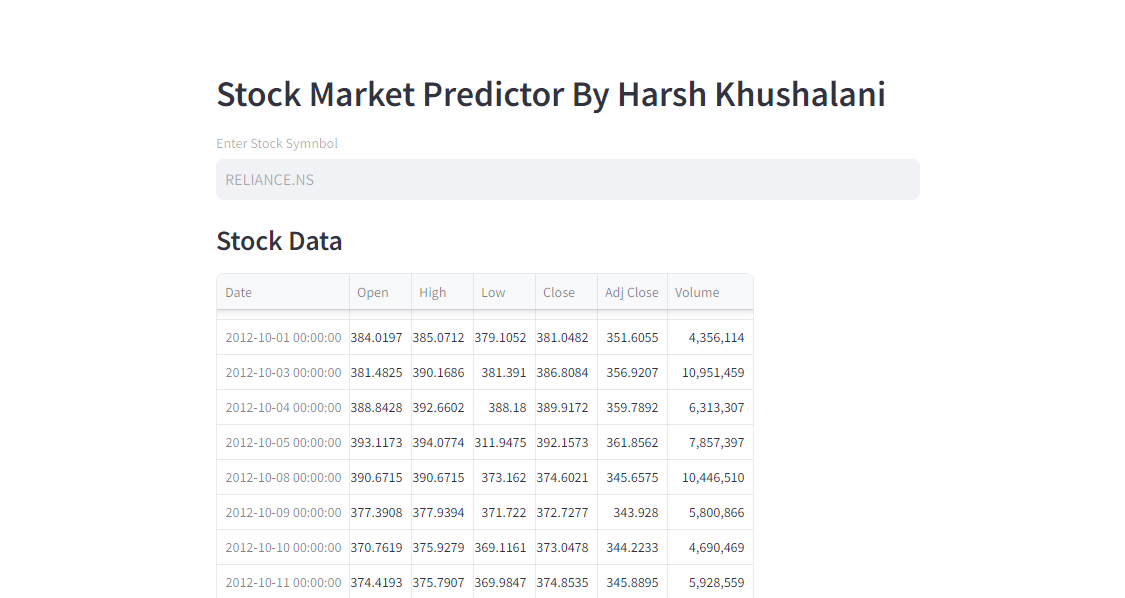 Stock Market Predictor By Harsh Khushalani
Enter Stock Symnbol
RELIANCE.NS
Stock Data
Date Open High Low Close Adj Close Volume
2012-10-01 00:00:00 384.0197 385.0712 379.1052 381.0482 351.6055 4,356,114
2012-10-03 00:00:00 381.4825 390.1686 381.391 386.8084 356.9207 10,951,459
2012-10-04 00:00:00 388.8428 392.6602 388.18 389.9172 359.7892 6,313,307
2012-10-05 00:00:00 393.1173 394.0774 311.9475 392.1573 361.8562 7,857,397
2012-10-08 00:00:00 390.6715 390.6715 373.162 374.6021 345.6575 10,446,510
2012-10-09 00:00:00 377.3908 377.9394 371.722 372.7277 343.928 5,800,866
2012-10-10 00:00:00 370.7619 375.9279 369.1161 373.0478 344.2233 4,690,469
2012-10-11 00:00:00 374.4193 375.7907 369.9847 374.8535 345.8895 5,928,559